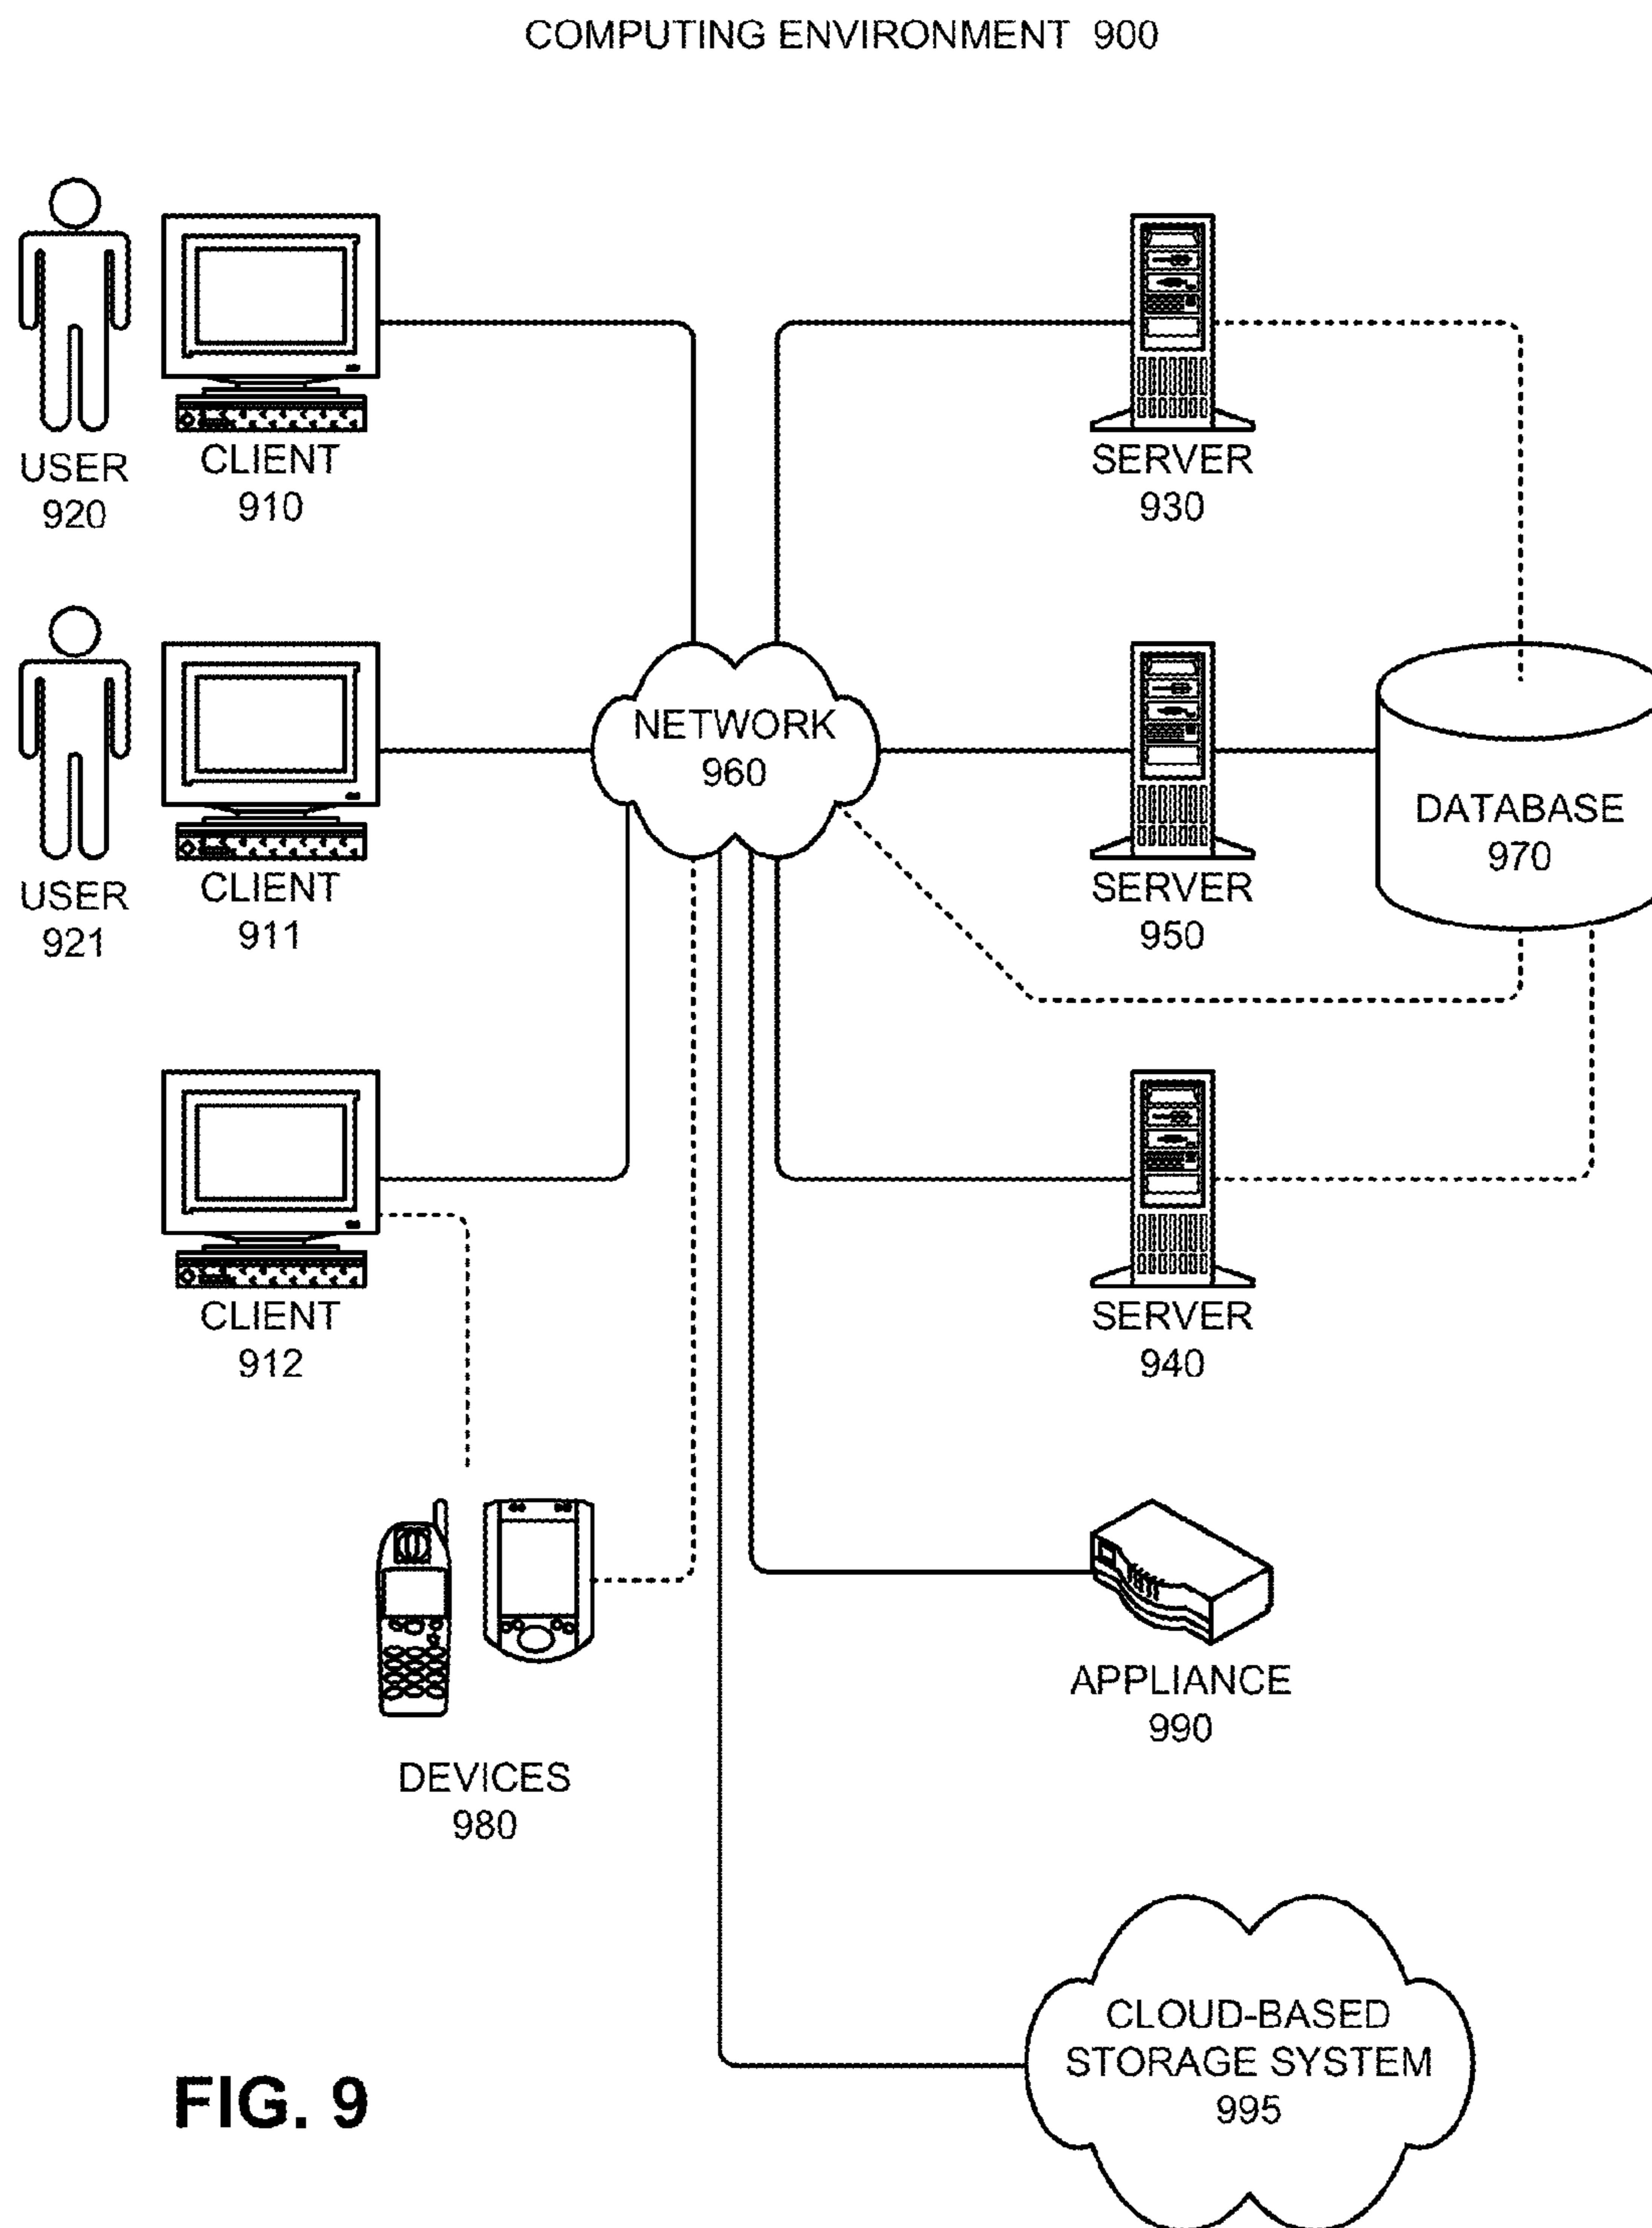 COMPUTING ENVIRONMENT 900
USER
920
CLIENT
910
SERVER
930
NETWORK
960
USER
921
CLIENT
911
SERVER
950
DATABASE
970
CLIENT
912
SERVER
940
DEVICES
980
APPLIANCE
990
CLOUD-BASED
STORAGE SYSTEM
995
FIG. 9